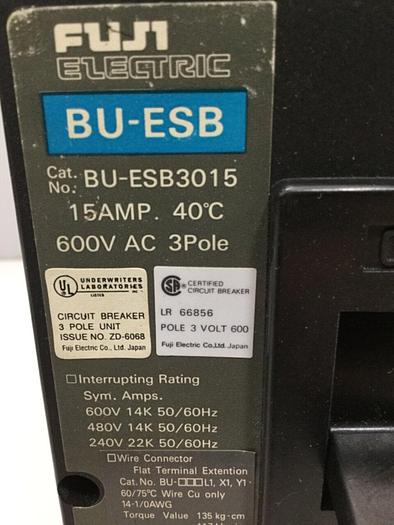 FUJI
ELECTRIC
BU-ESB
Cat. No. BU-ESB3015
15AMP. 40℃
600V AC 3Pole
UL UNDERWRITERS
LABORATORIES INC.
LISTED
CIRCUIT BREAKER
3 POLE UNIT
ISSUE NO. ZD-6068
Fuji Electric Co., Ltd. Japan
SA CERTIFIED
CIRCUIT BREAKER
LR 66856
POLE 3 VOLT 600
Fuji Electric Co,Ltd. Japan
□Interrupting Rating
Sym. Amps.
600V 14K 50/60Hz
480V 14K 50/60Hz
240V 22K 50/60Hz
□Wire Connector
Flat Terminal Extention
Cat. No. BU-□□□L1, X1, Y1
60/75℃ Wire Cu only
14-1/0AWG
Torque Value 135 kg-cm